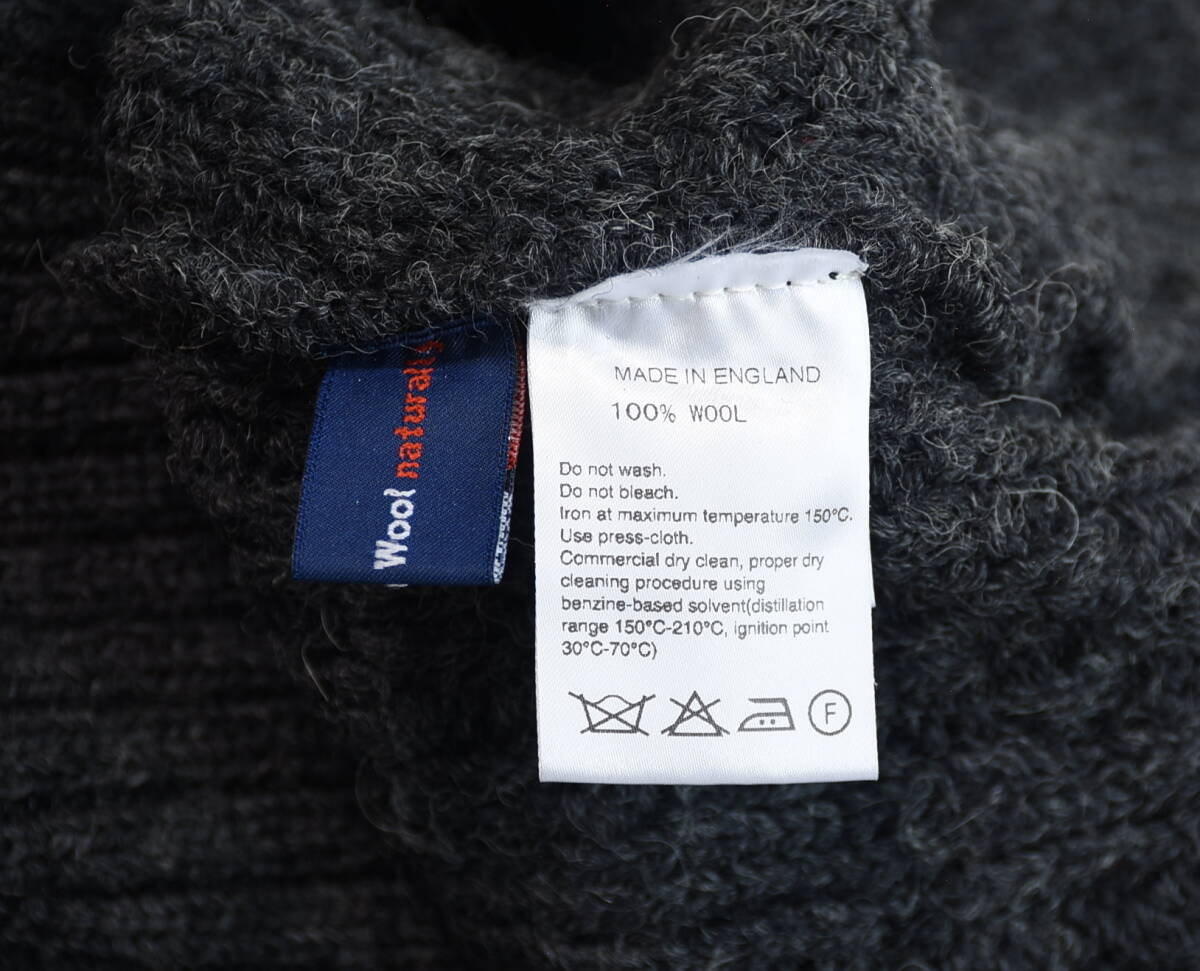 Wool naturally
MADE IN ENGLAND
100% WOOL
Do not wash.
Do not bleach.
Iron at maximum temperature 150°C.
Use press-cloth.
Commercial dry clean, proper dry
cleaning procedure using
benzine-based solvent(distillation
range 150°C-210°C, ignition point
30°C-70°C)
F